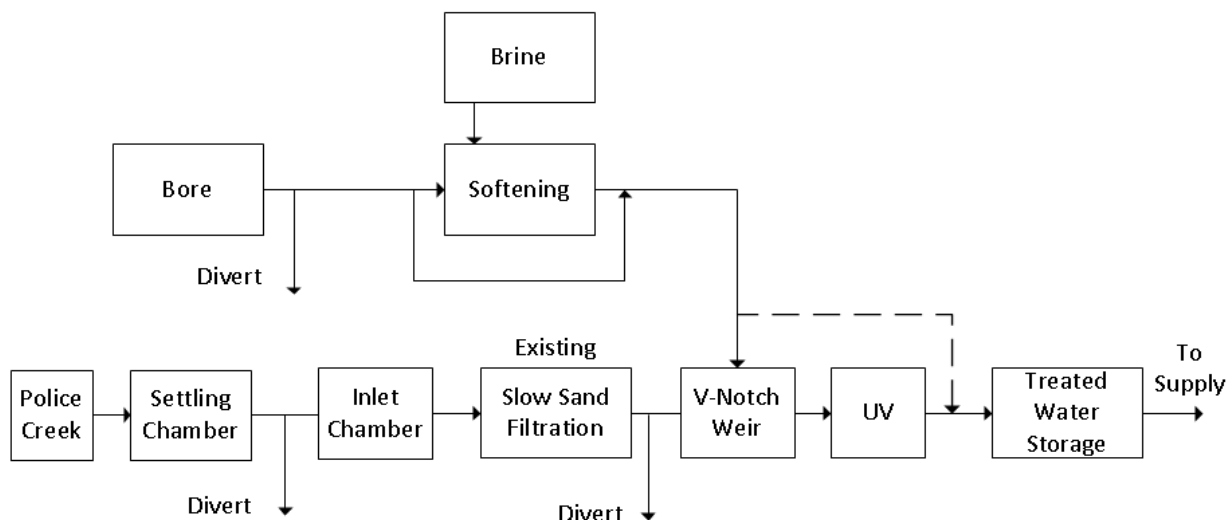 Brine
Bore
Softening
Divert
Existing
To
Supply
Police
Creek
Settling
Chamber
Inlet
Chamber
Slow Sand
Filtration
V-Notch
Weir
UV
Treated
Water
Storage
Divert
Divert